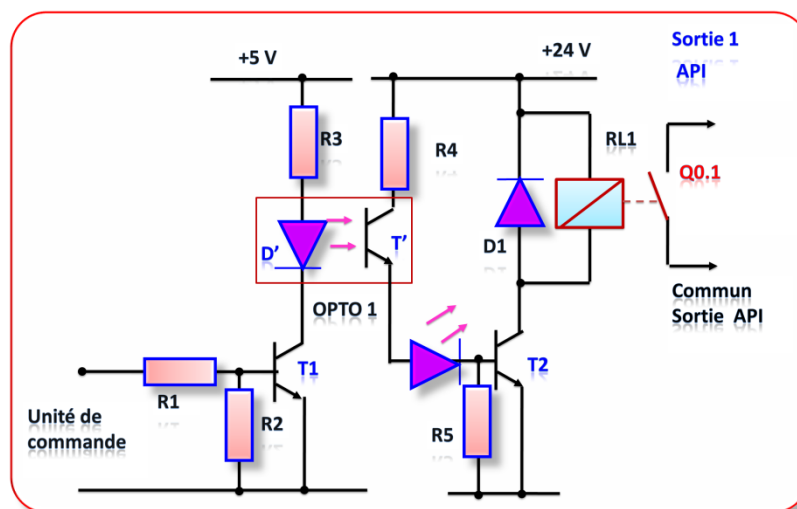 +5 V
+24 V
Sortie 1
API
R3
R4
RL1
Q0.1
D'
T'
D1
OPTO 1
Commun
Sortie API
T1
T2
R1
R2
R5
Unité de
commande